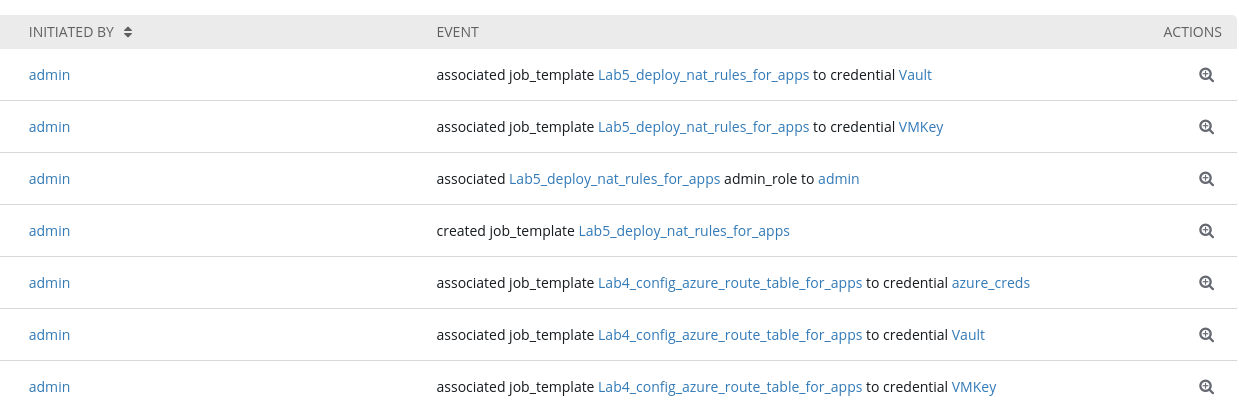 INITIATED BY EVENT ACTIONS
admin associated job_template Lab5_deploy_nat_rules_for_apps to credential Vault
admin associated job_template Lab5_deploy_nat_rules_for_apps to credential VMKey
admin associated Lab5_deploy_nat_rules_for_apps admin_role to admin
admin created job_template Lab5_deploy_nat_rules_for_apps
admin associated job_template Lab4_config_azure_route_table_for_apps to credential azure_creds
admin associated job_template Lab4_config_azure_route_table_for_apps to credential Vault
admin associated job_template Lab4_config_azure_route_table_for_apps to credential VMKey